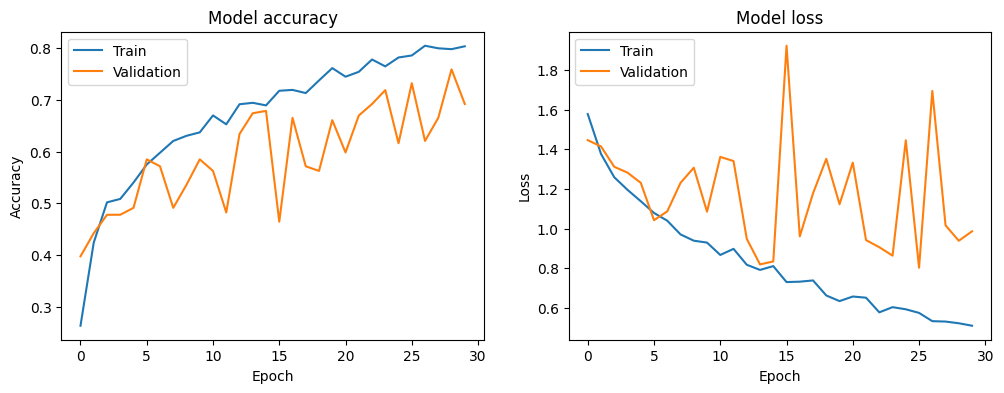 Model accuracy
Train
Validation
0.8
0.7
0.6
0.5
0.4
0.3
Accuracy
0 5 10 15 20 25 30
Epoch
Model loss
Train
Validation
1.8
1.6
1.4
1.2
1.0
0.8
0.6
Loss
0 5 10 15 20 25 30
Epoch